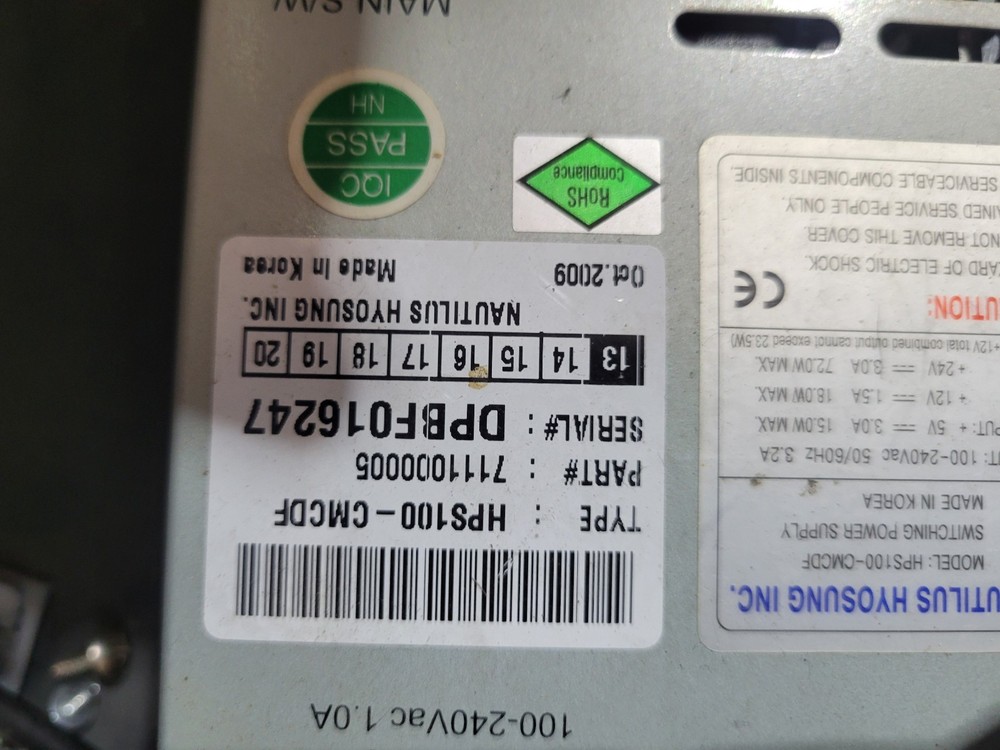 100-240Vac 1.0A
TYPE : HPS100-CMCDF
PART# : 7111000005
SERIAL# : DPBF016247
13 14 15 16 17 18 19 20
NAUTILUS HYOSUNG INC.
Oct.2009 Made in Korea
RoHS
Compliance
IQC
PASS
NH
MAIN S/W
UTILUS HYOSUNG INC.
MODEL: HPS100-CMCDF
SWITCHING POWER SUPPLY
MADE IN KOREA
UT: 100-240Vac 50/60Hz 3.2A
PUT: + 5V 3.0A 15.0W MAX.
+ 12V 1.5A 18.0W MAX.
+ 24V 3.0A 72.0W MAX.
+12V total combined output cannot exceed 23.5W)
UTION:
ARD OF ELECTRIC SHOCK.
NOT REMOVE THIS COVER.
INED SERVICE PEOPLE ONLY.
SERVICEABLE COMPONENTS INSIDE.
CE